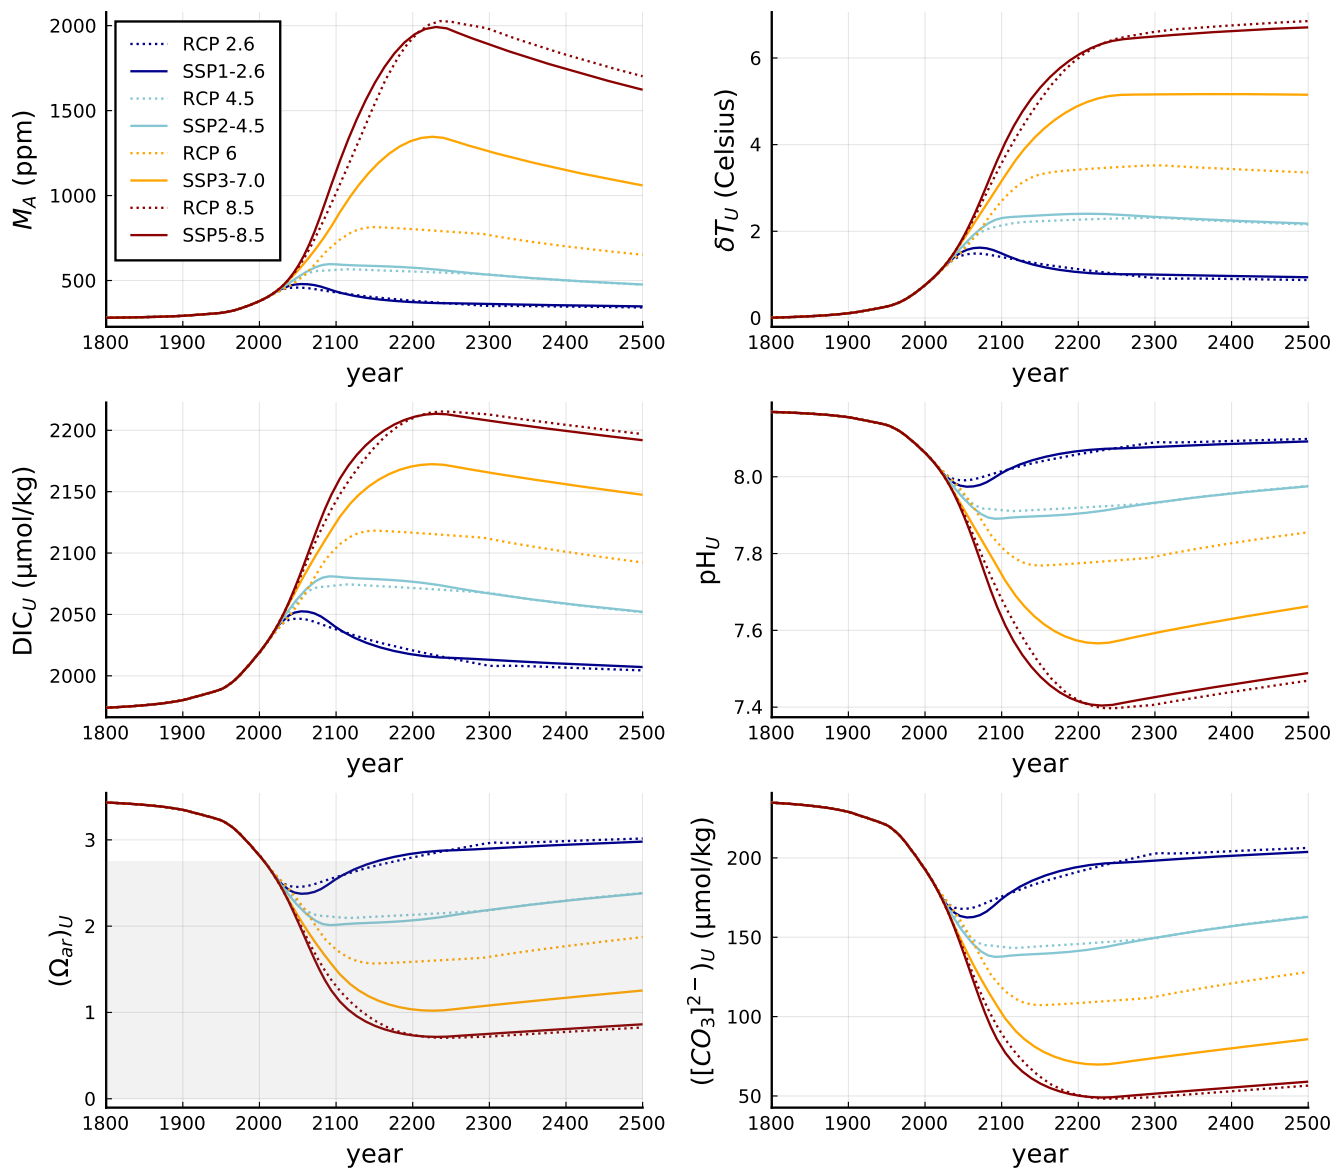 2000
1500
1000
500
M_A (ppm)
RCP 2.6
SSP1-2.6
RCP 4.5
SSP2-4.5
RCP 6
SSP3-7.0
RCP 8.5
SSP5-8.5
1800 1900 2000 2100 2200 2300 2400 2500
year
6
4
2
0
δT_U (Celsius)
1800 1900 2000 2100 2200 2300 2400 2500
year
2200
2150
2100
2050
2000
DIC_U (μmol/kg)
1800 1900 2000 2100 2200 2300 2400 2500
year
8.0
7.8
7.6
7.4
pH_U
1800 1900 2000 2100 2200 2300 2400 2500
year
3
2
1
0
(Ω_ar)_U
1800 1900 2000 2100 2200 2300 2400 2500
year
200
150
100
50
([CO_3]^{2−})_U (μmol/kg)
1800 1900 2000 2100 2200 2300 2400 2500
year